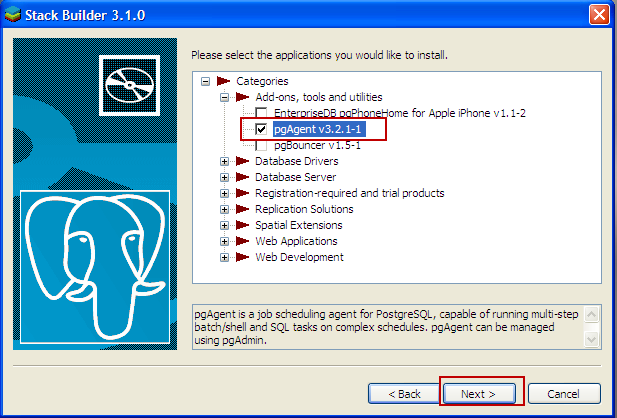 Stack Builder 3.1.0
Please select the applications you would like to install.
Categories
Add-ons, tools and utilities
EnterpriseDB pgPhoneHome for Apple iPhone v1.1-2
pgAgent v3.2.1-1
pgBouncer v1.5-1
Database Drivers
Database Server
Registration-required and trial products
Replication Solutions
Spatial Extensions
Web Applications
Web Development
pgAgent is a job scheduling agent for PostgreSQL, capable of running multi-step
batch/shell and SQL tasks on complex schedules. pgAgent can be managed
using pgAdmin.
< Back Next > Cancel